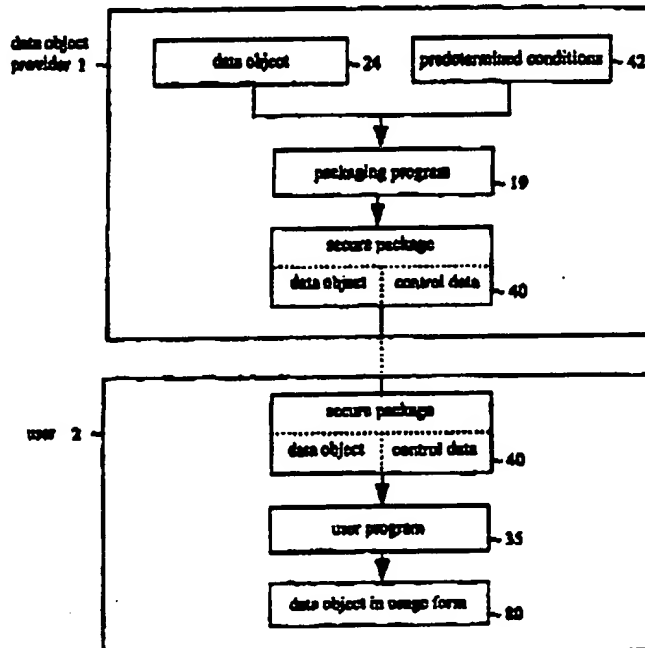 data object
provider 1
data object
24
predetermined conditions
42
packaging program
19
secure package
data object
control data
40
user 2
secure package
data object
control data
40
user program
35
data object in usage form
80